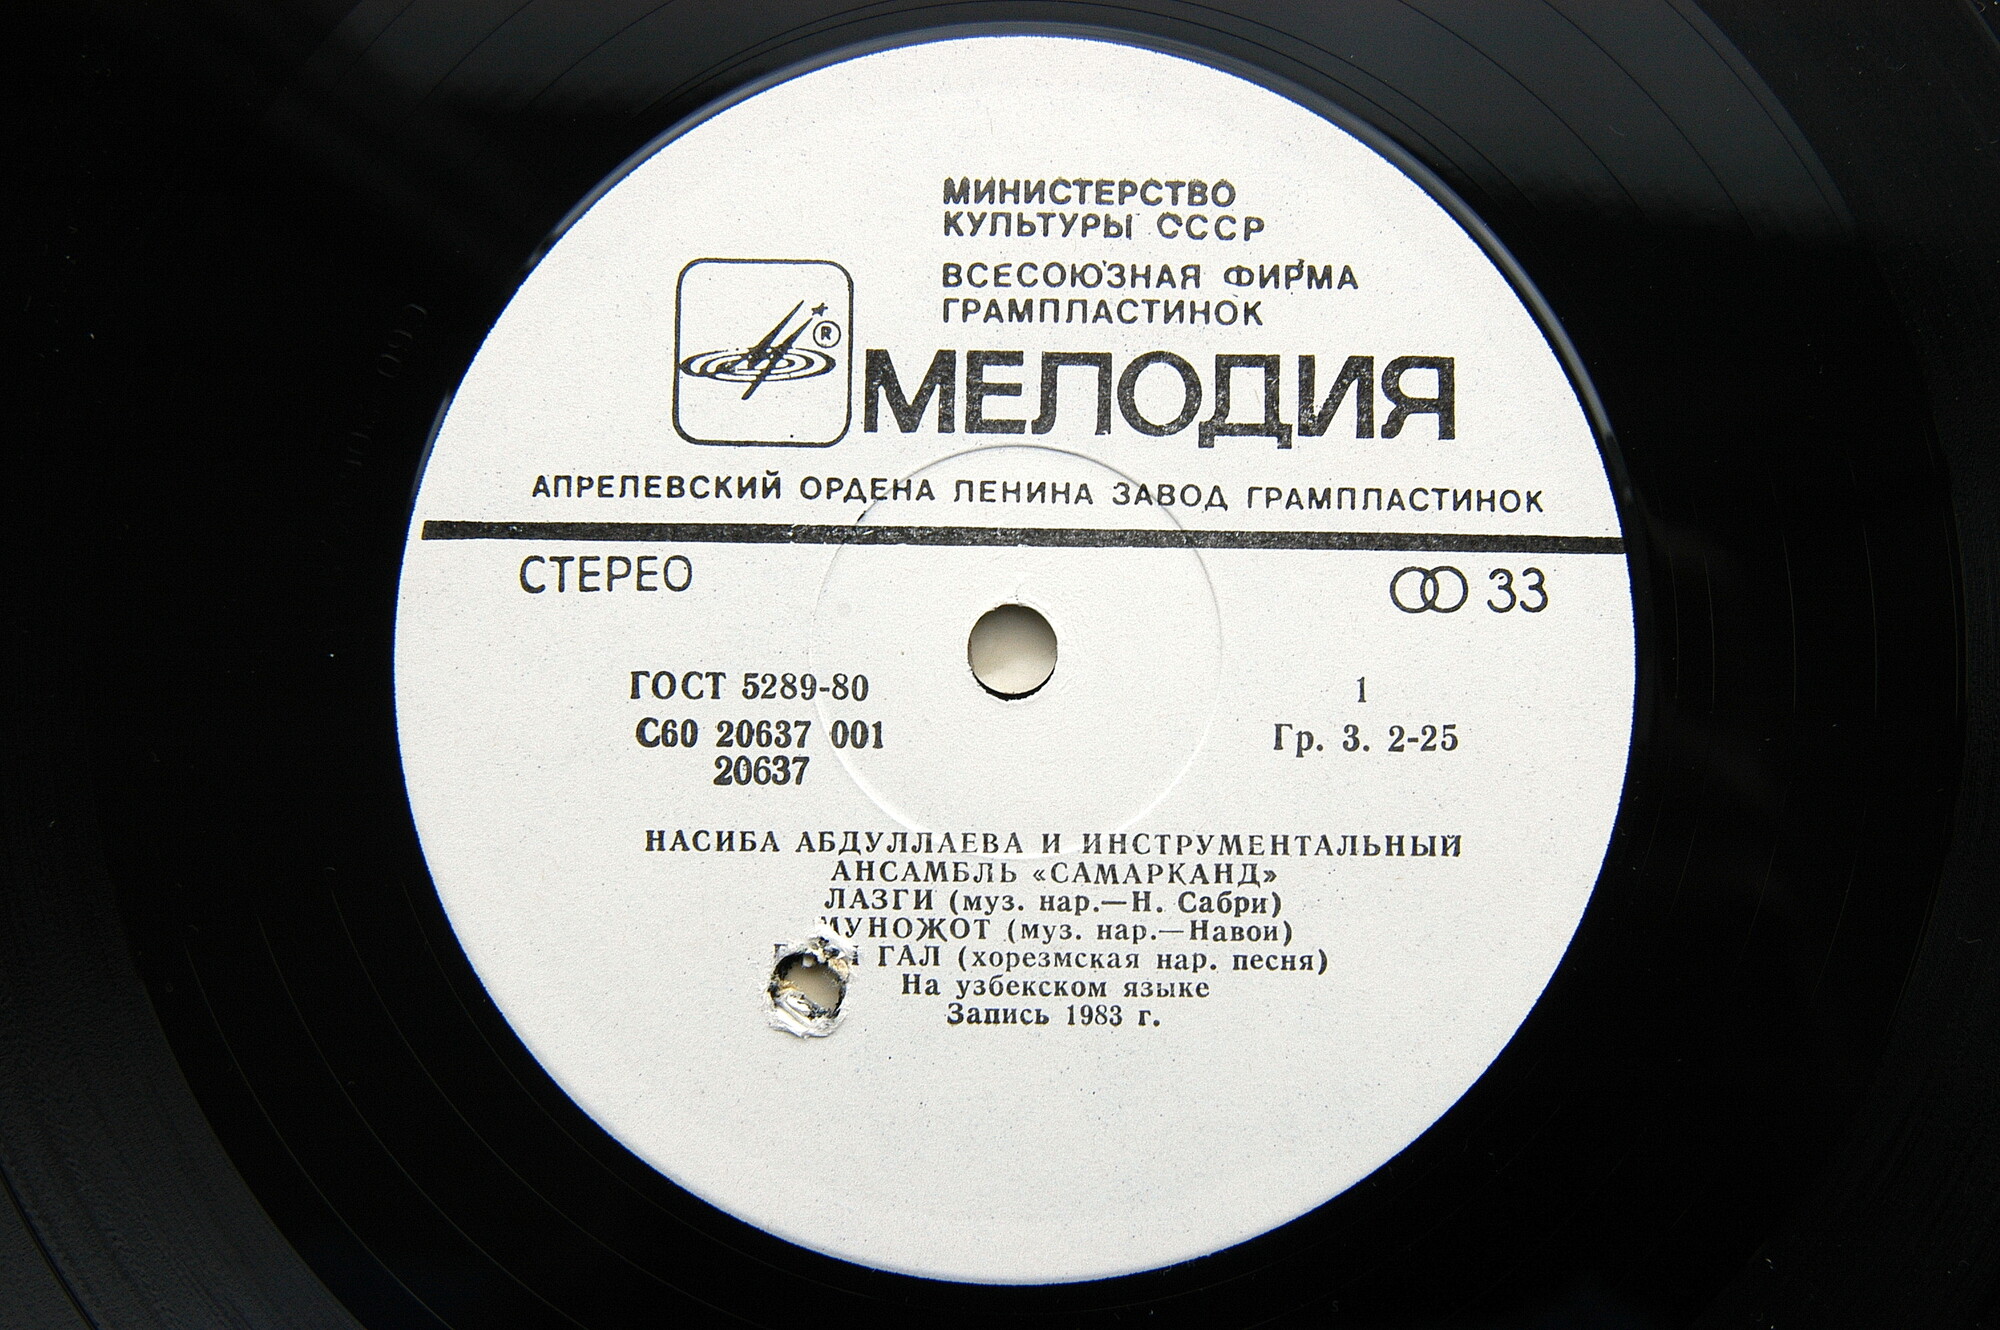 МИНИСТЕРСТВО
КУЛЬТУРЫ СССР
ВСЕСОЮЗНАЯ ФИРМА
ГРАМПЛАСТИНОК
®
МЕЛОДИЯ
АПРЕЛЕВСКИЙ ОРДЕНА ЛЕНИНА ЗАВОД ГРАМПЛАСТИНОК
СТЕРЕО
33
ГОСТ 5289-80
1
С60 20637 001
Гр. 3. 2-25
20637
НАСИБА АБДУЛЛАЕВА И ИНСТРУМЕНТАЛЬНЫЙ
АНСАМБЛЬ «САМАРКАНД»
ЛАЗГИ (муз. нар.—Н. Сабри)
МУНОЖОТ (муз. нар.—Навои)
ГАЛ (хорезмская нар. песня)
На узбекском языке
Запись 1983 г.